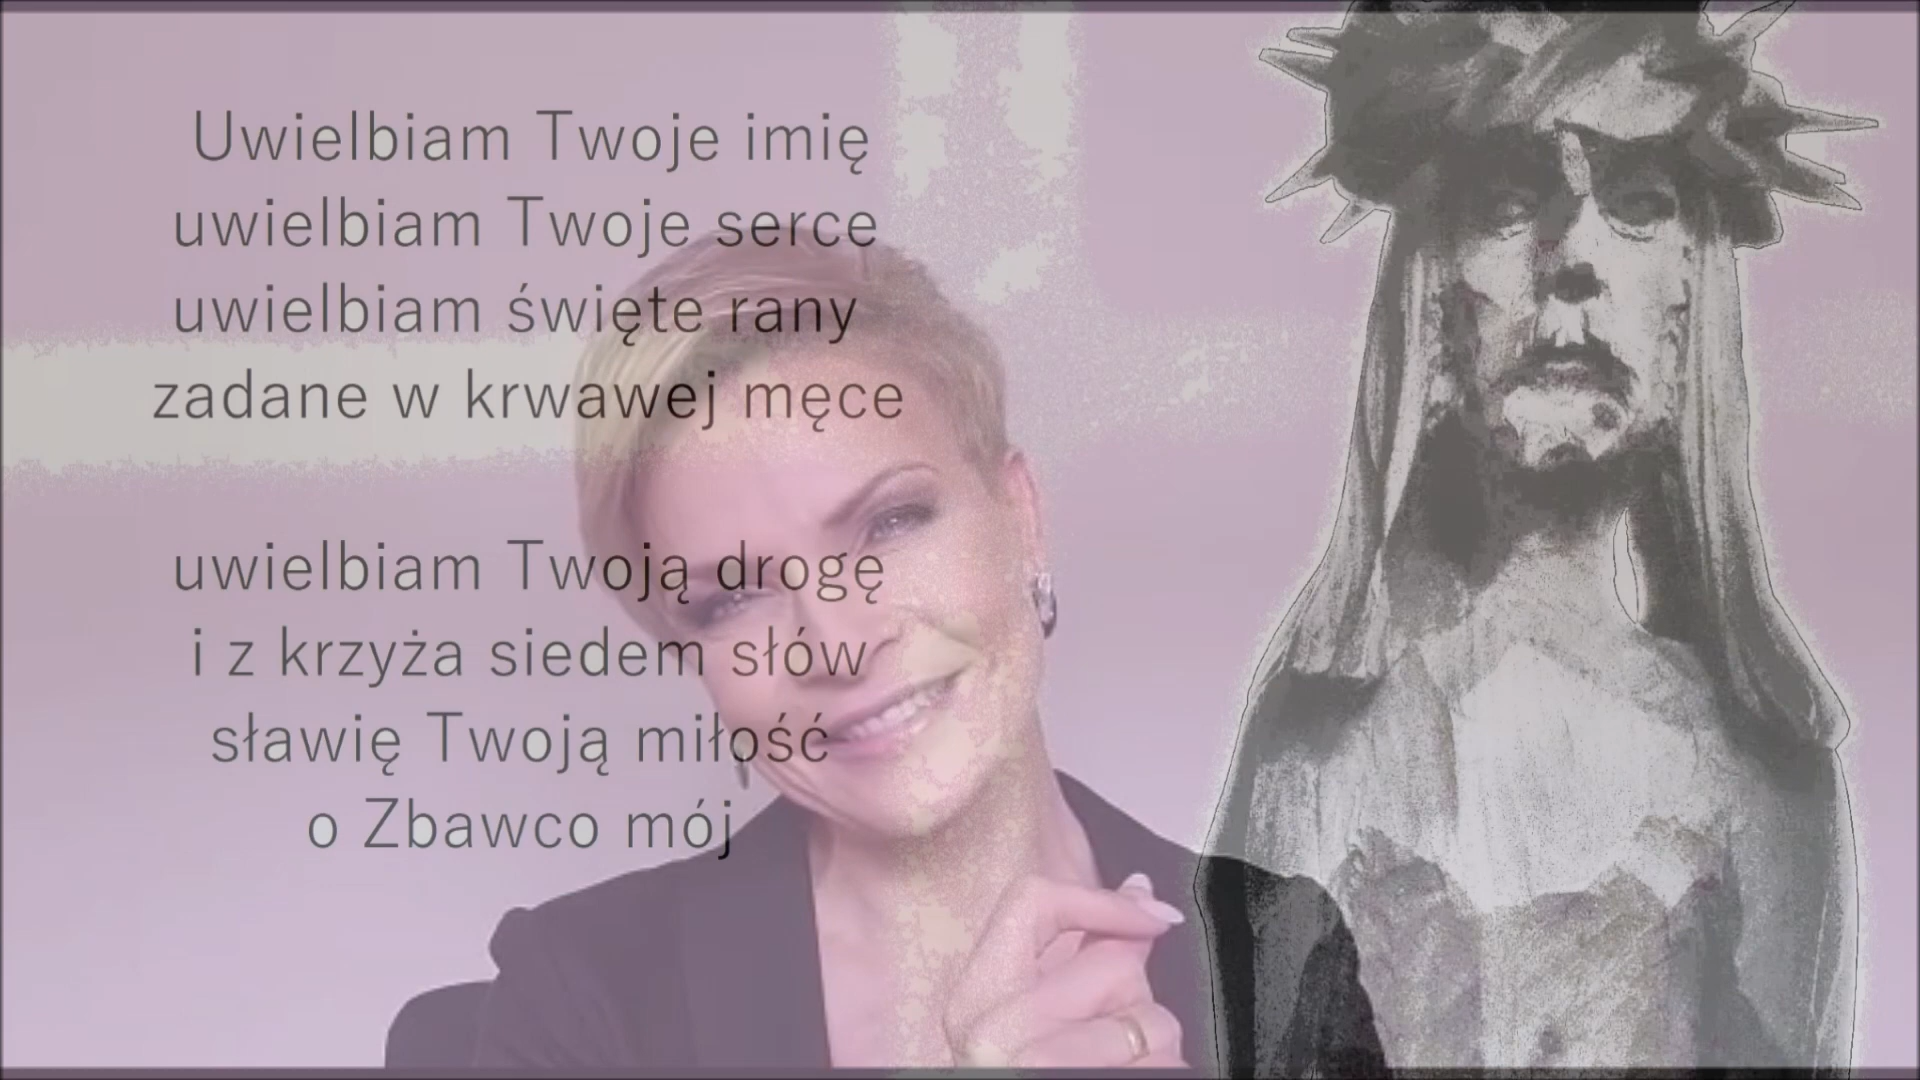 Uwielbiam Twoje imię
uwielbiam Twoje serce
uwielbiam święte rany
zadane w krwawej męce
uwielbiam Twoją drogę
i z krzyża siedem słów
sławię Twoją miłość
o Zbawco mój